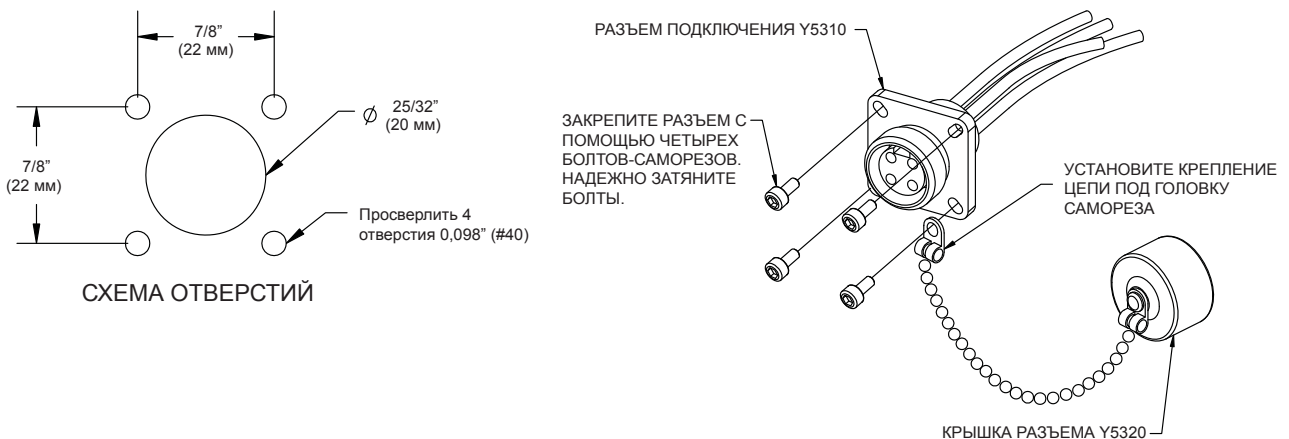 7/8”
(22 мм)
7/8”
(22 мм)
25/32”
(20 мм)
Просверлить 4
отверстия 0,098” (#40)
СХЕМА ОТВЕРСТИЙ
РАЗЪЕМ ПОДКЛЮЧЕНИЯ Y5310
ЗАКРЕПИТЕ РАЗЪЕМ С
ПОМОЩЬЮ ЧЕТЫРЕХ
БОЛТОВ-САМОРЕЗОВ.
НАДЕЖНО ЗАТЯНИТЕ
БОЛТЫ.
УСТАНОВИТЕ КРЕПЛЕНИЕ
ЦЕПИ ПОД ГОЛОВКУ
САМОРЕЗА
КРЫШКА РАЗЪЕМА Y5320